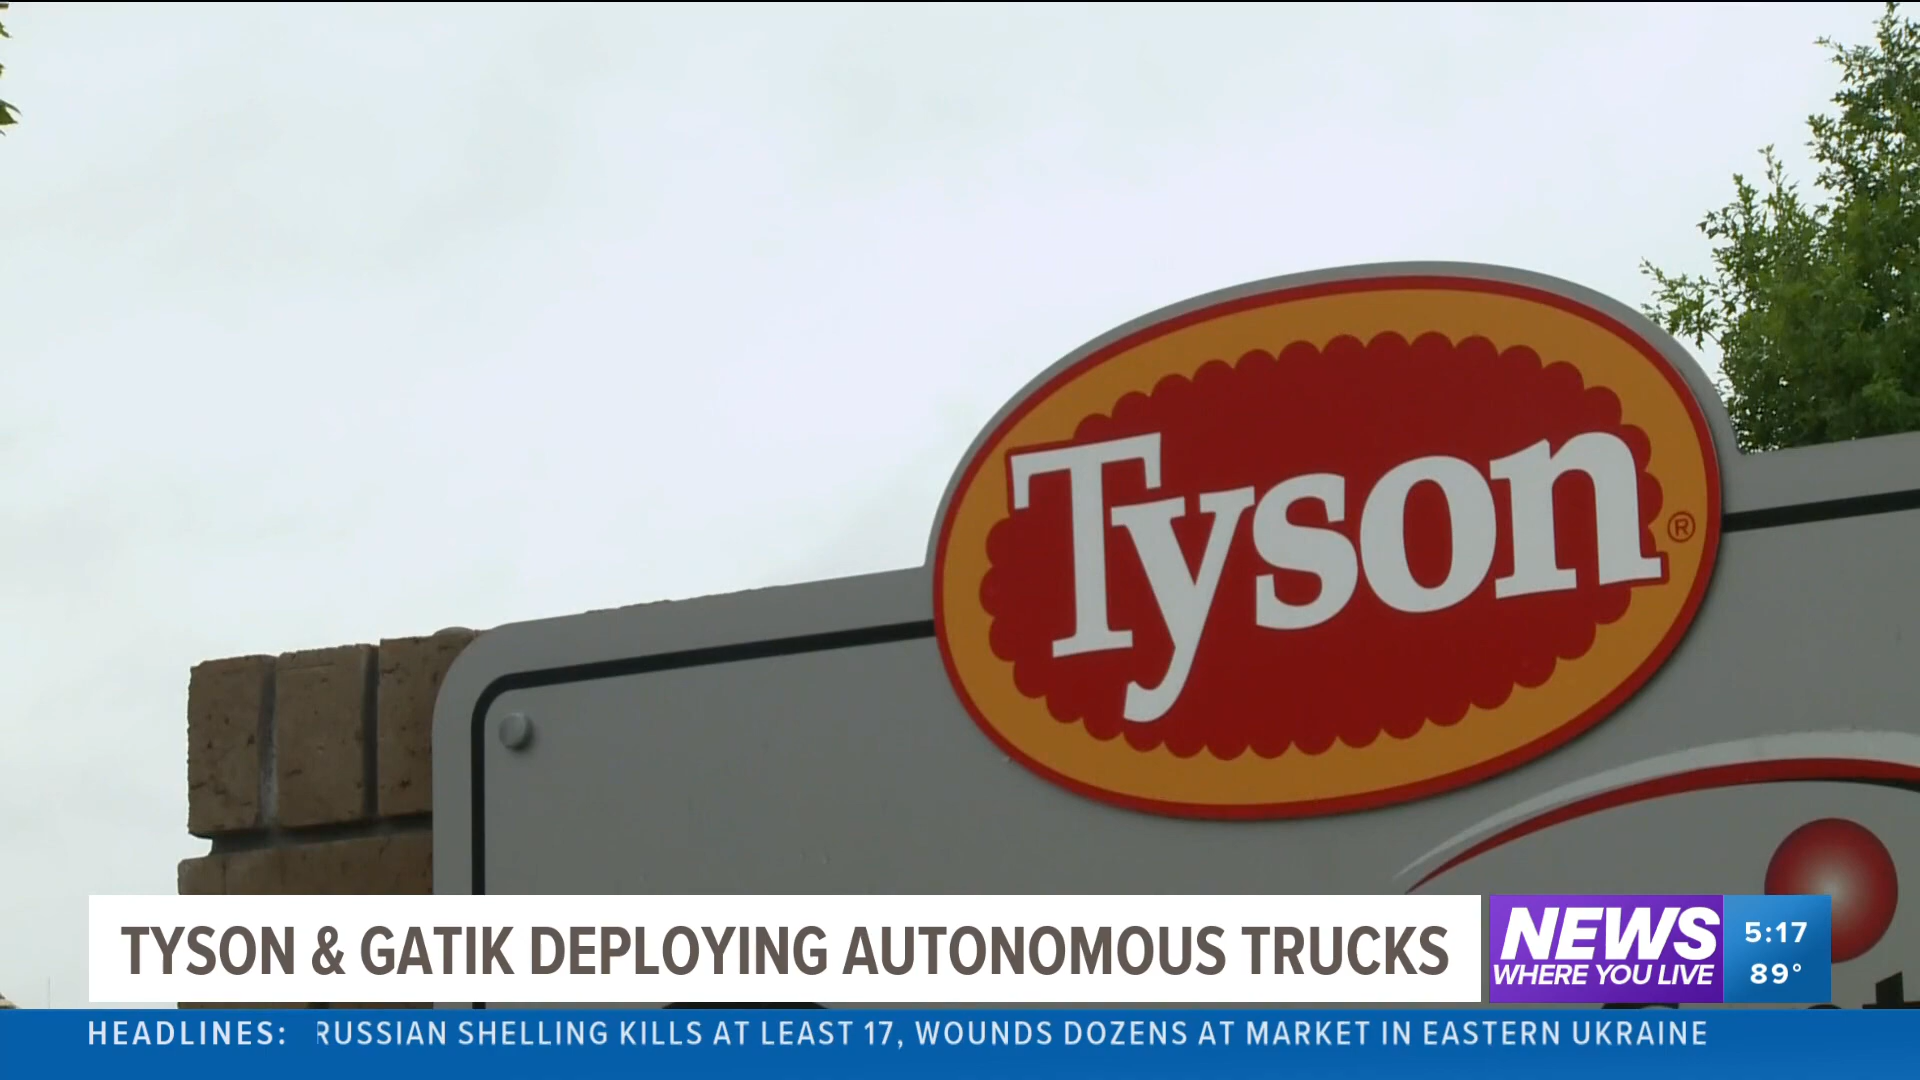 Tyson
®
TYSON & GATIK DEPLOYING AUTONOMOUS TRUCKS
NEWS
WHERE YOU LIVE
5:17
89°
HEADLINES: RUSSIAN SHELLING KILLS AT LEAST 17, WOUNDS DOZENS AT MARKET IN EASTERN UKRAINE